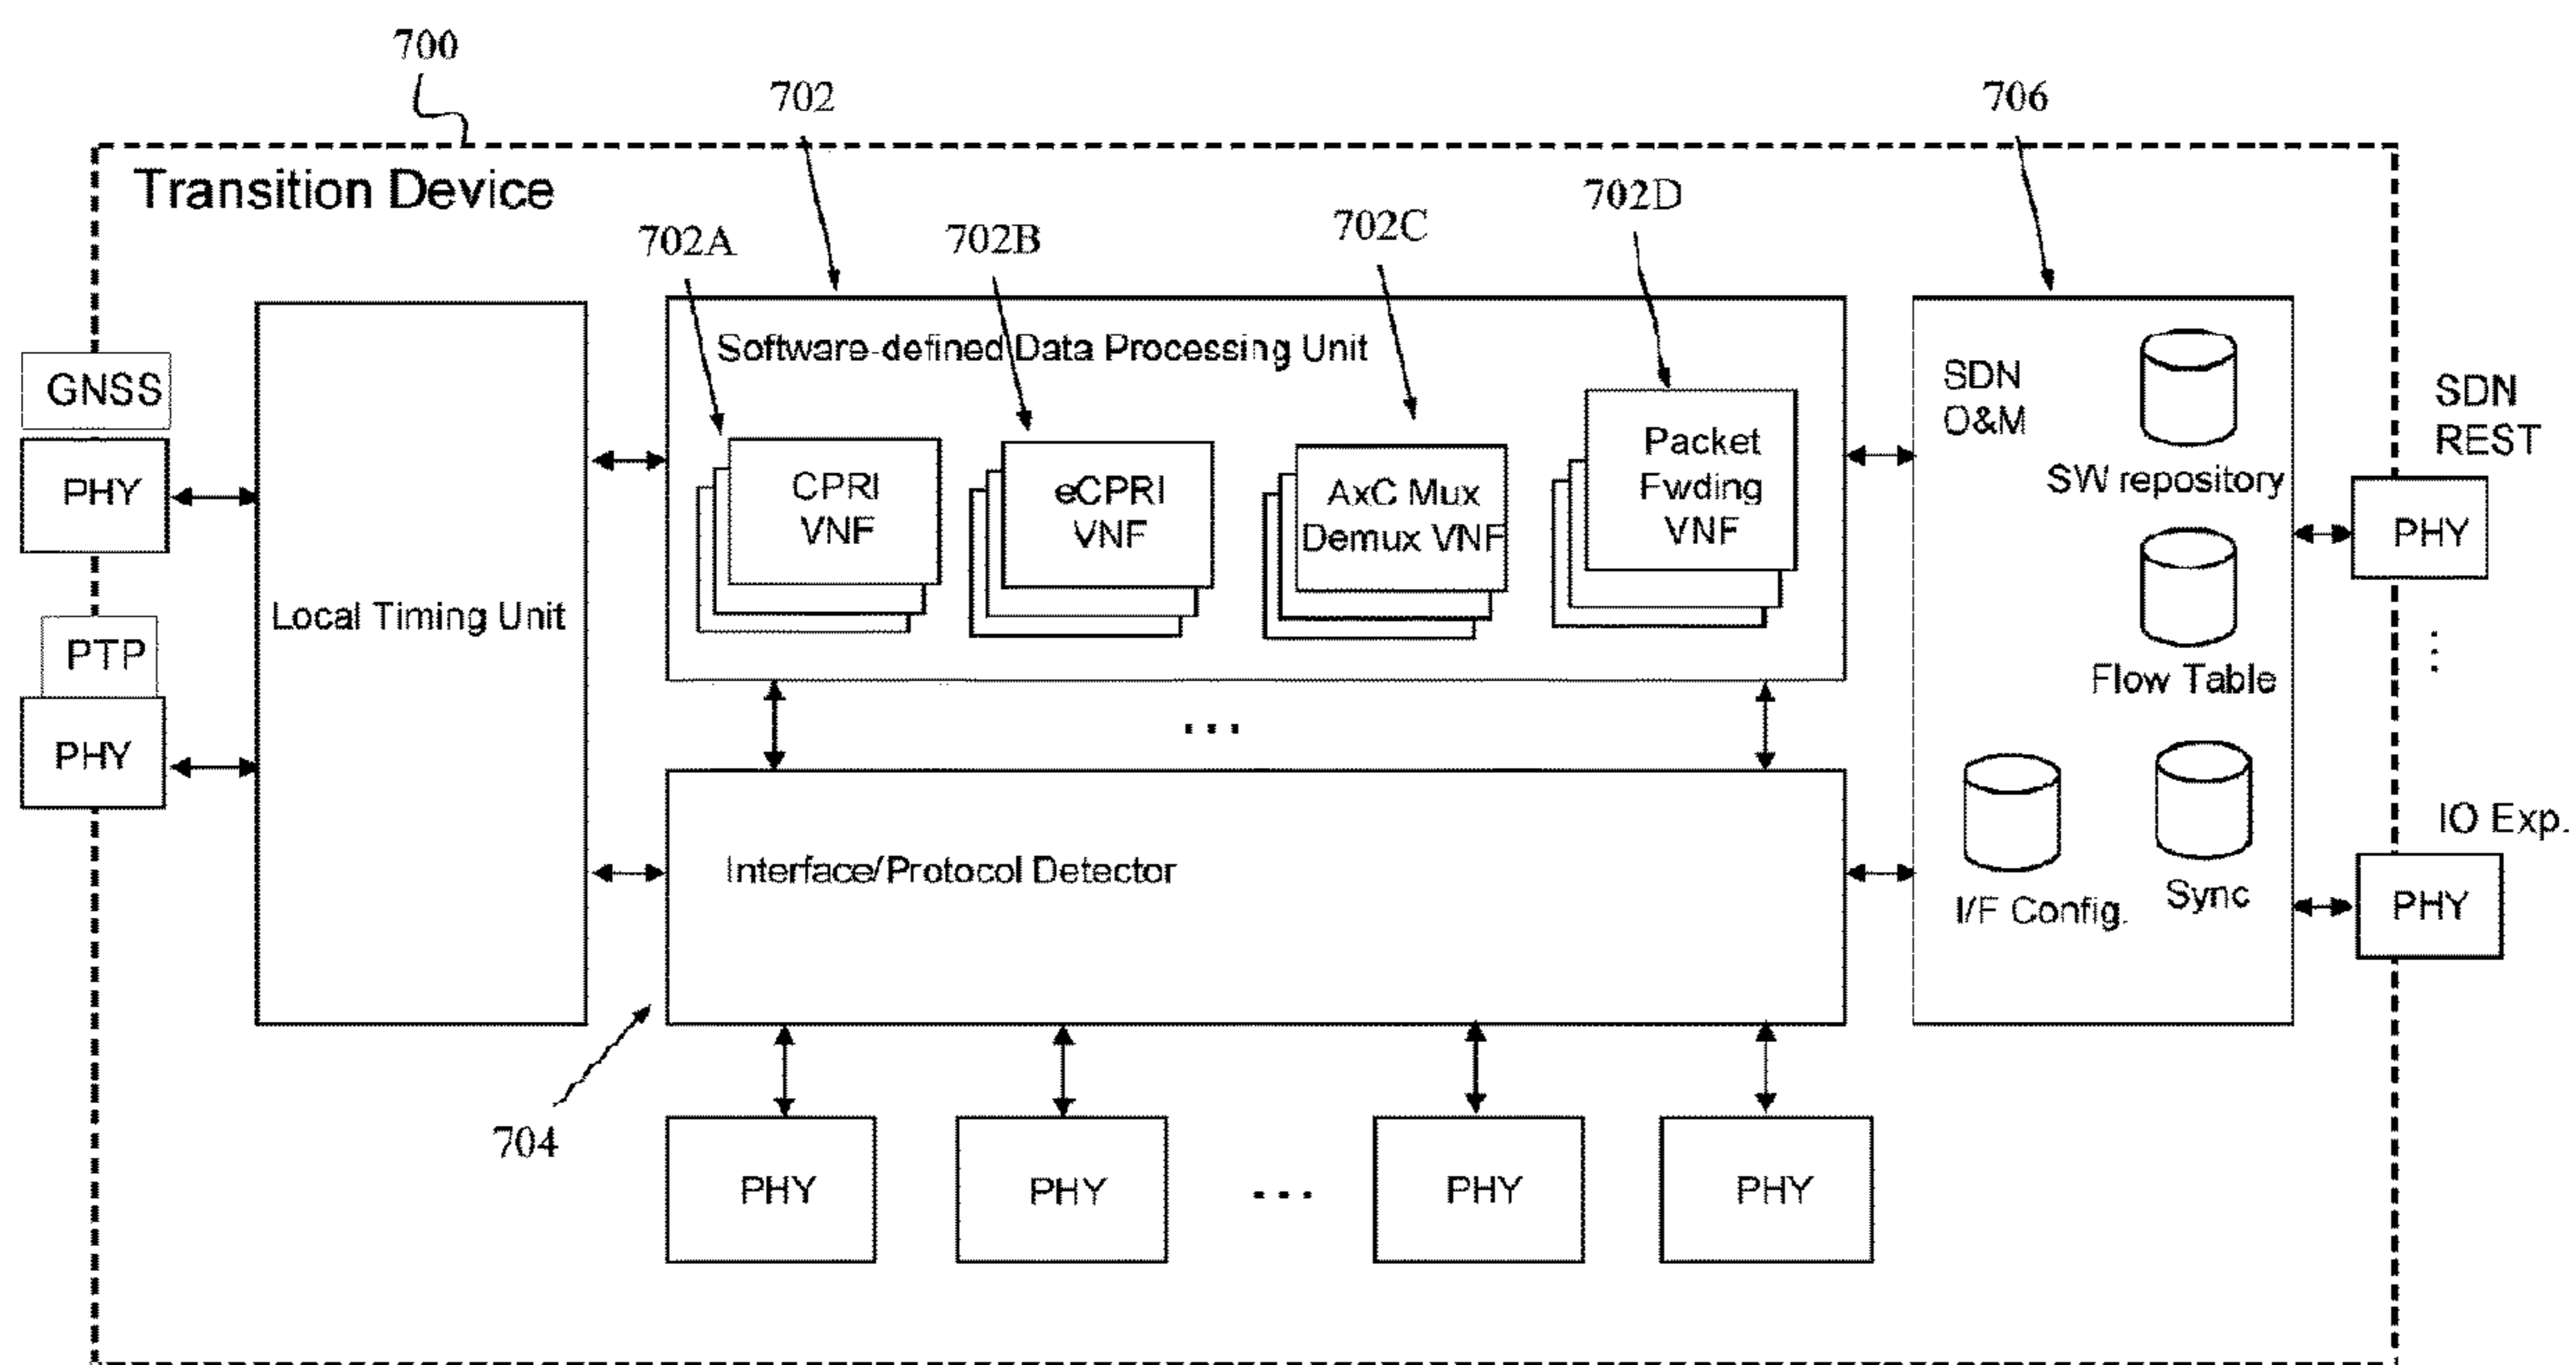 700
702
706
Transition Device
702A
702B
702C
702D
GNSS
PHY
PTP
PHY
Local Timing Unit
Software-defined Data Processing Unit
CPRI
VNF
eCPRI
VNF
AxC Mux
Demux VNF
Packet
Fwding
VNF
...
Interface/Protocol Detector
704
PHY
PHY
...
PHY
PHY
SDN
O&M
SW repository
Flow Table
I/F Config.
Sync
SDN
REST
PHY
...
IO Exp.
PHY